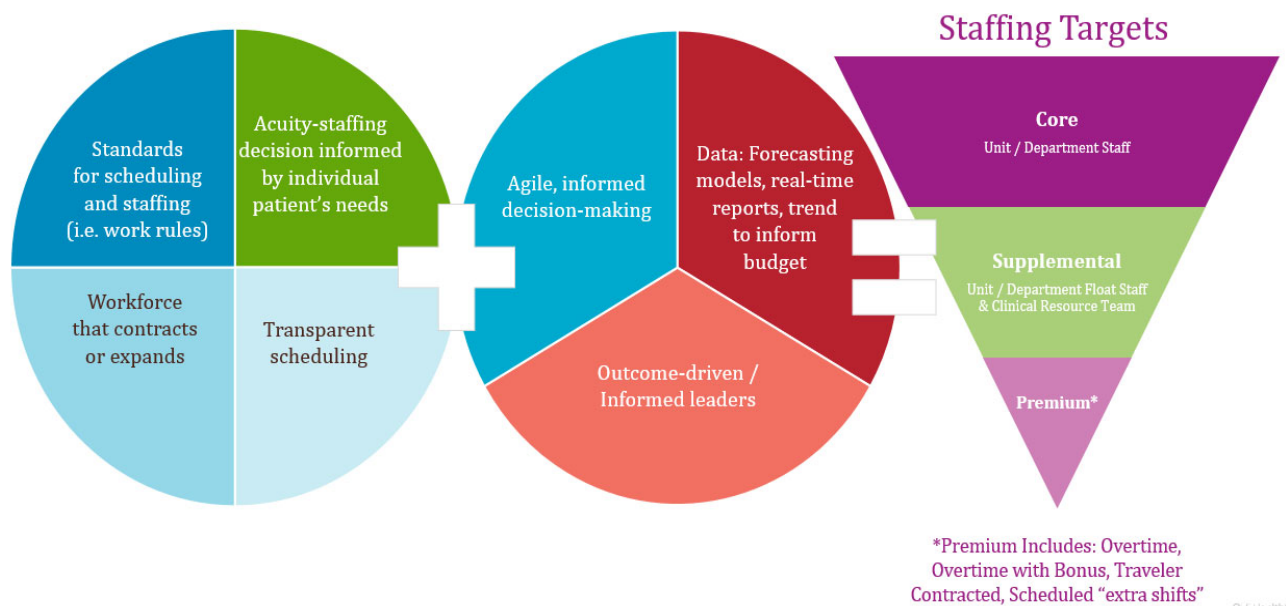 Staffing Targets
Standards
for scheduling
and staffing
(i.e. work rules)
Acuity-staffing
decision informed
by individual
patient's needs
Workforce
that contracts
or expands
Transparent
scheduling
Agile, informed
decision-making
Data: Forecasting
models, real-time
reports, trend
to inform
budget
Outcome-driven /
Informed leaders
Core
Unit / Department Staff
Supplemental
Unit / Department Float Staff
& Clinical Resource Team
Premium*
*Premium Includes: Overtime,
Overtime with Bonus, Traveler
Contracted, Scheduled “extra shifts”